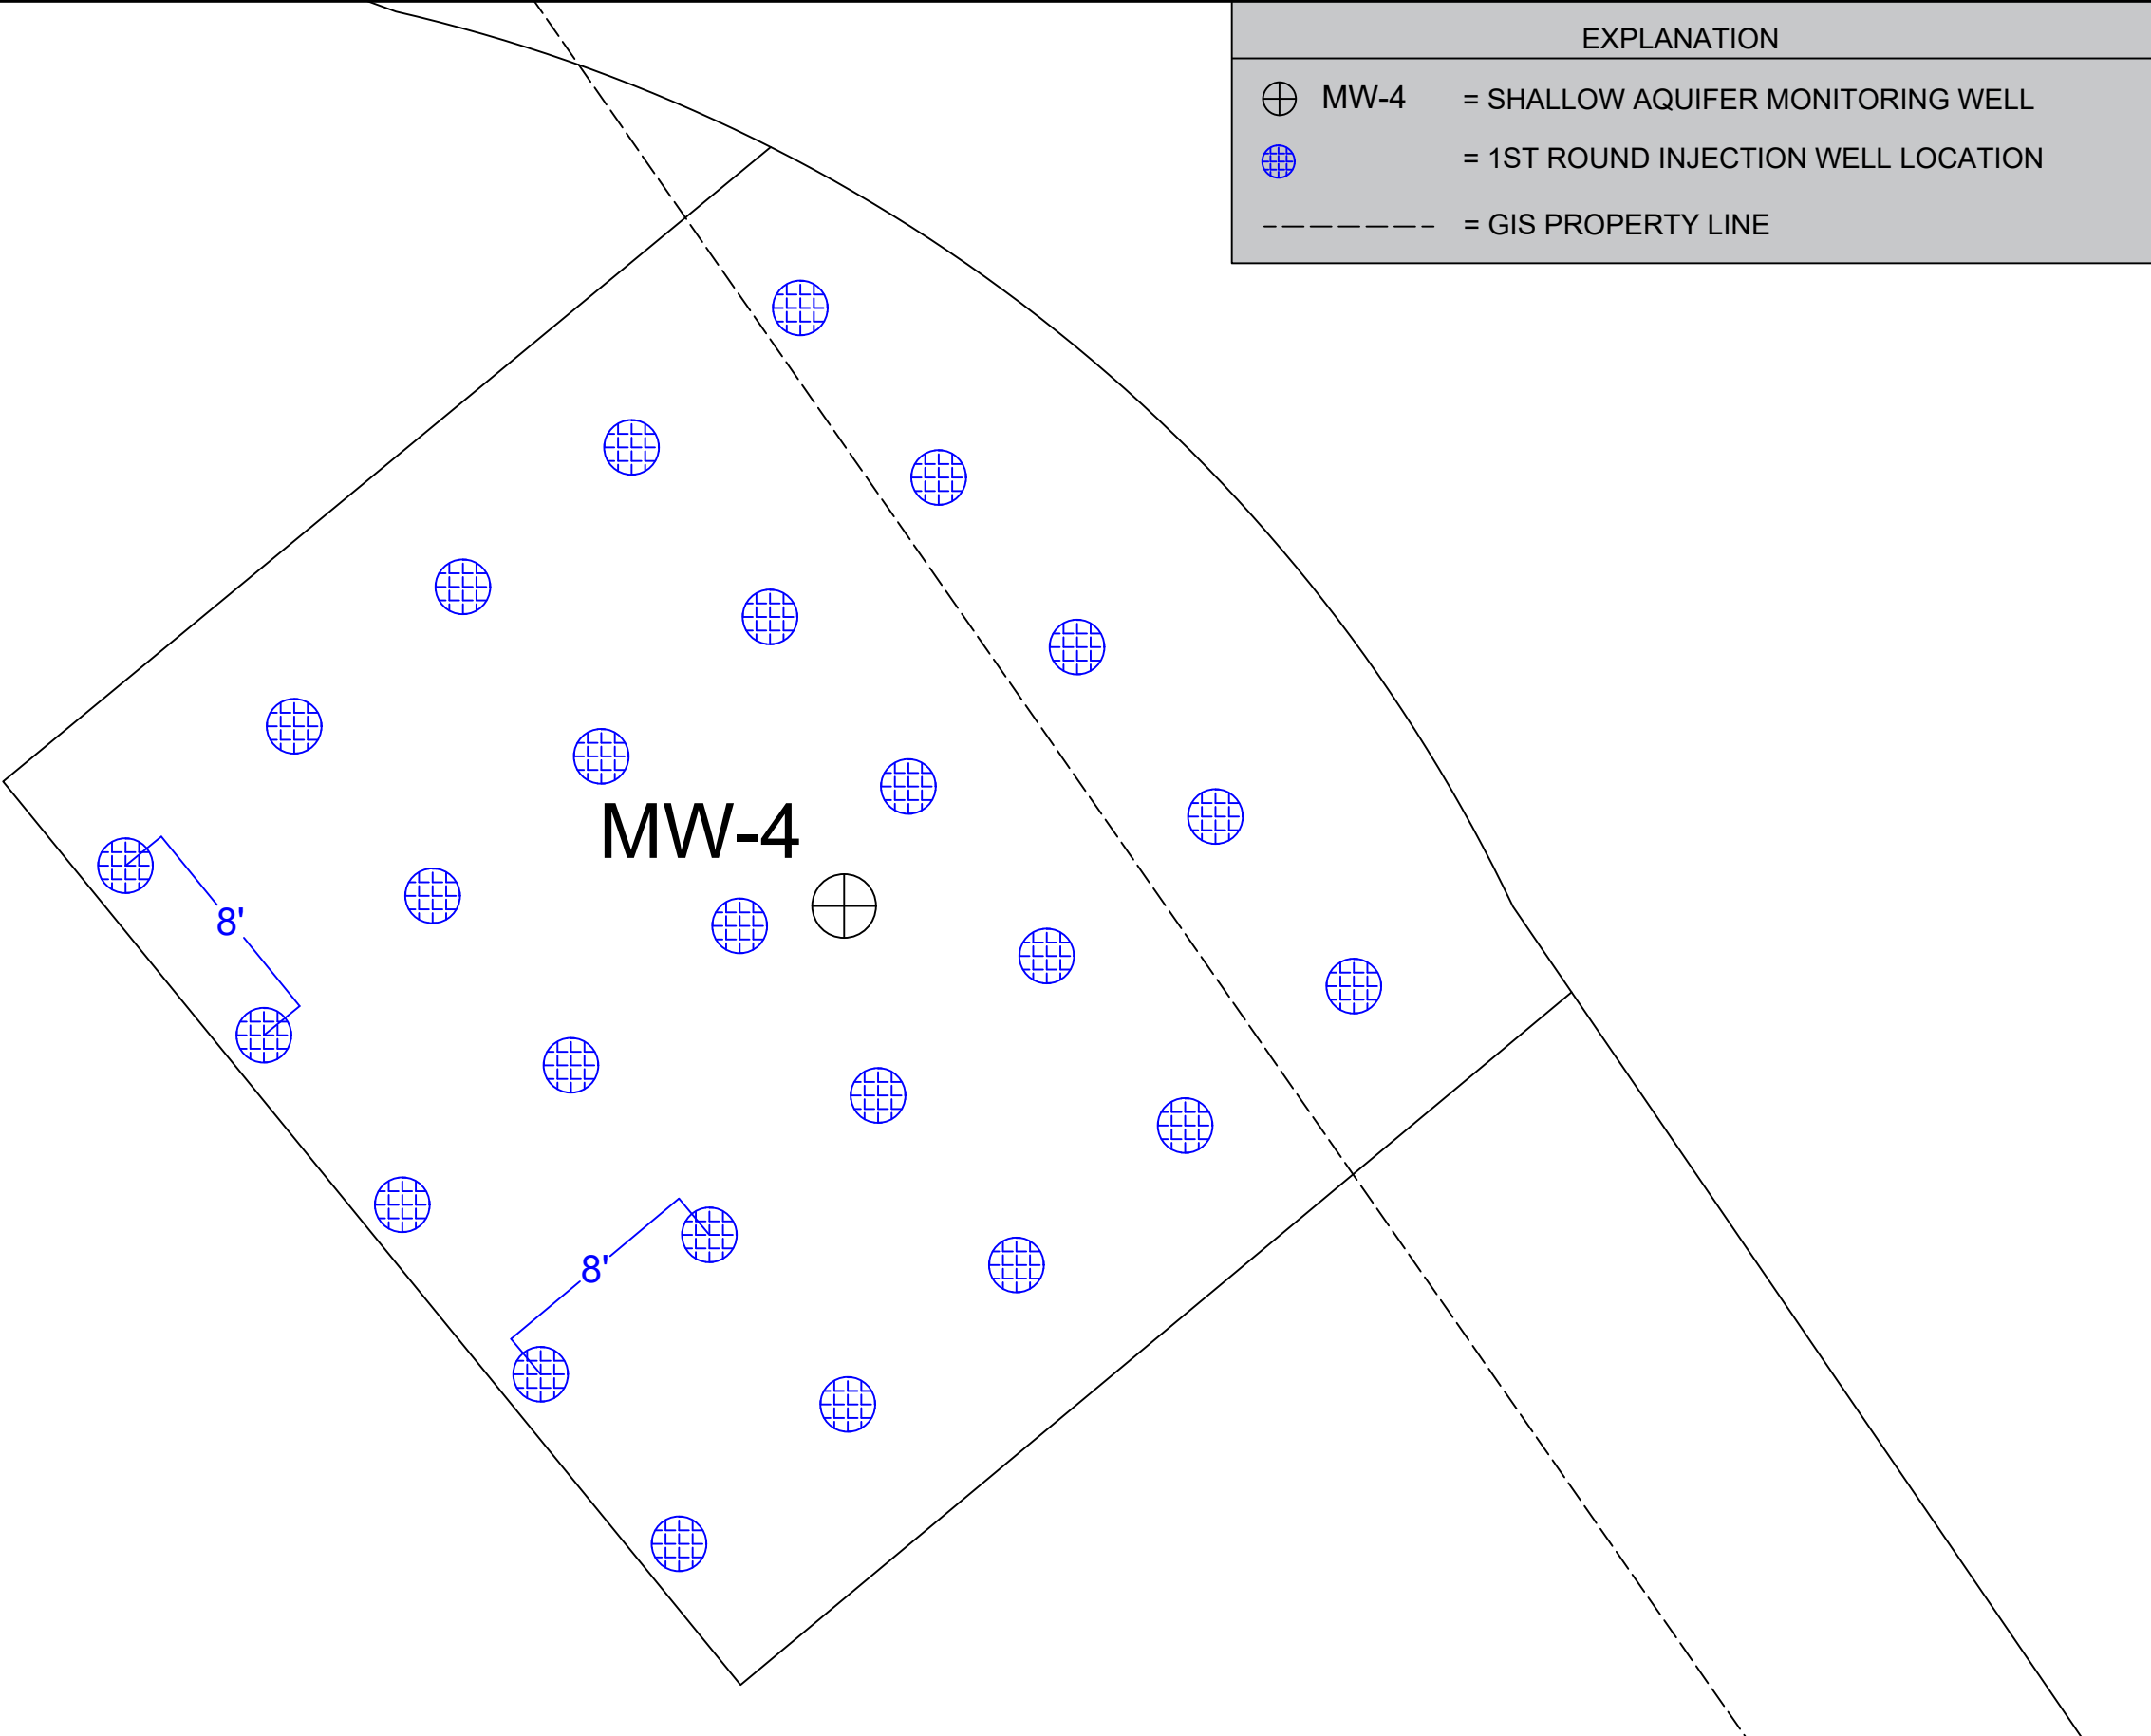 EXPLANATION
MW-4 = SHALLOW AQUIFER MONITORING WELL
= 1ST ROUND INJECTION WELL LOCATION
= GIS PROPERTY LINE
MW-4
8'
8'